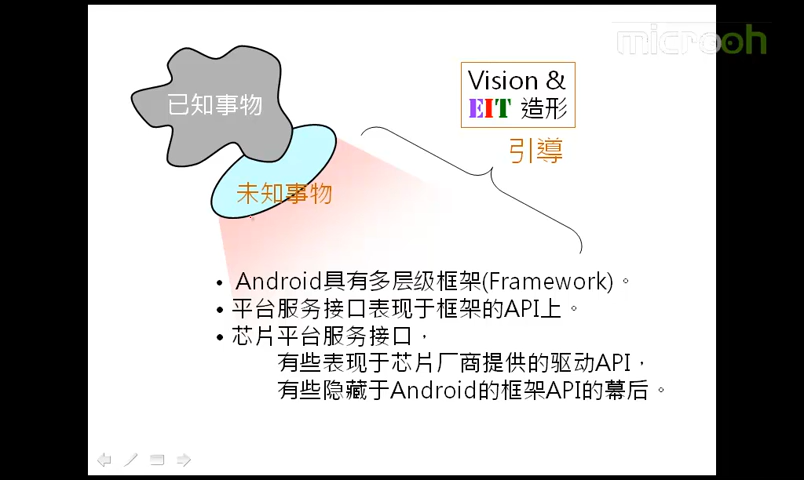 microoh
已知事物
Vision &
EIT 造形
引導
未知事物
• Android具有多层级框架(Framework)。
• 平台服务接口表现于框架的API上。
• 芯片平台服务接口，
有些表现于芯片厂商提供的驱动API，
有些隐藏于Android的框架API的幕后。